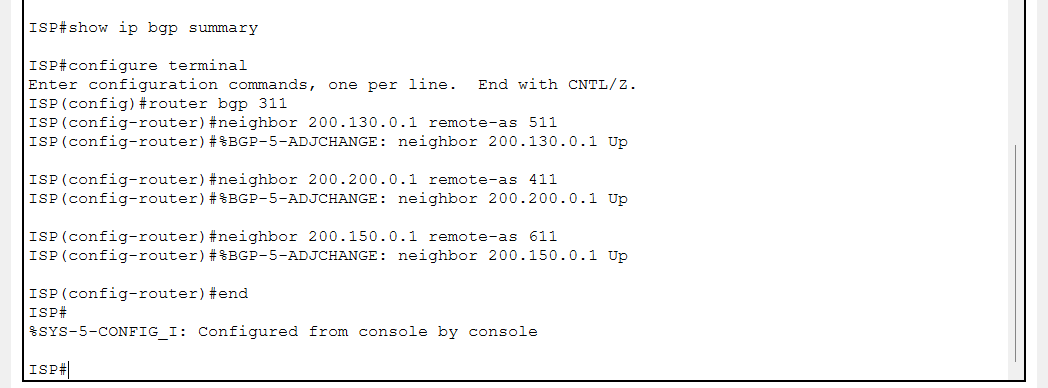 ISP#show ip bgp summary
ISP#configure terminal
Enter configuration commands, one per line.  End with CNTL/Z.
ISP(config)#router bgp 311
ISP(config-router)#neighbor 200.130.0.1 remote-as 511
ISP(config-router)#%BGP-5-ADJCHANGE: neighbor 200.130.0.1 Up
ISP(config-router)#neighbor 200.200.0.1 remote-as 411
ISP(config-router)#%BGP-5-ADJCHANGE: neighbor 200.200.0.1 Up
ISP(config-router)#neighbor 200.150.0.1 remote-as 611
ISP(config-router)#%BGP-5-ADJCHANGE: neighbor 200.150.0.1 Up
ISP(config-router)#end
ISP#
%SYS-5-CONFIG_I: Configured from console by console
ISP#